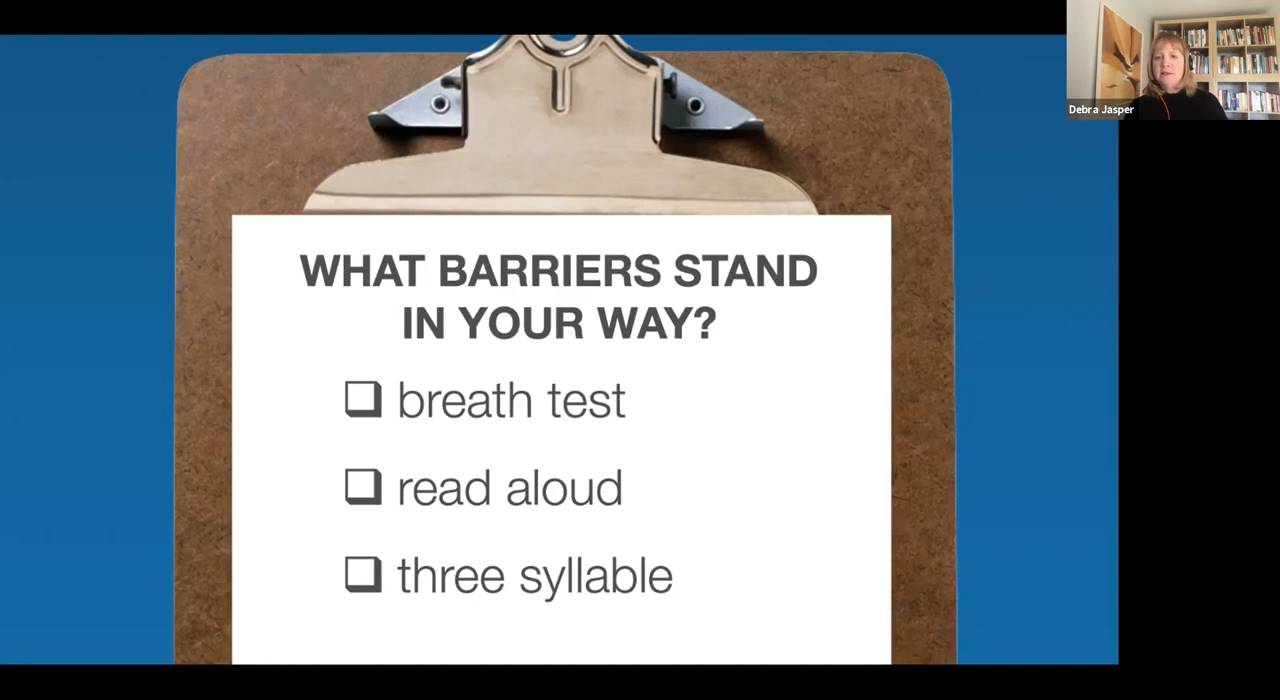 WHAT BARRIERS STAND
IN YOUR WAY?
breath test
read aloud
three syllable
Debra Jasper